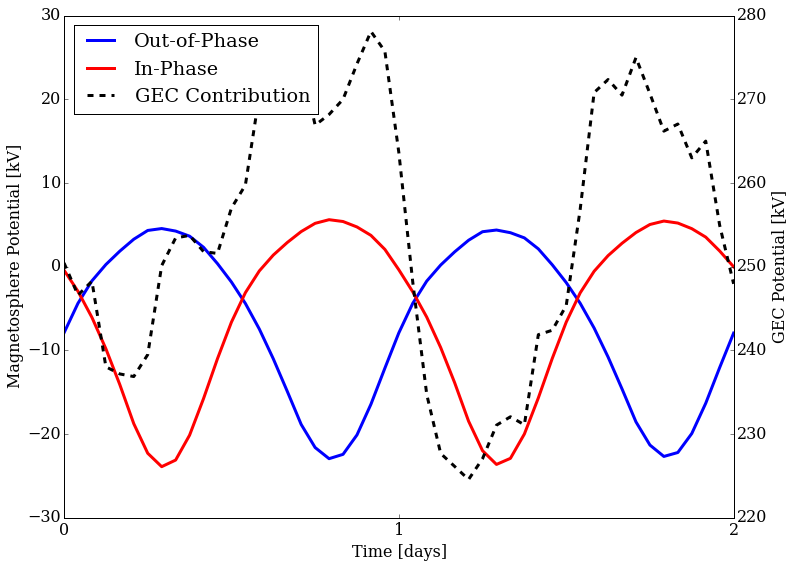 Out-of-Phase
In-Phase
GEC Contribution
30
20
10
0
−10
−20
−30
Magnetosphere Potential [kV]
280
270
260
250
240
230
220
GEC Potential [kV]
0
1
2
Time [days]